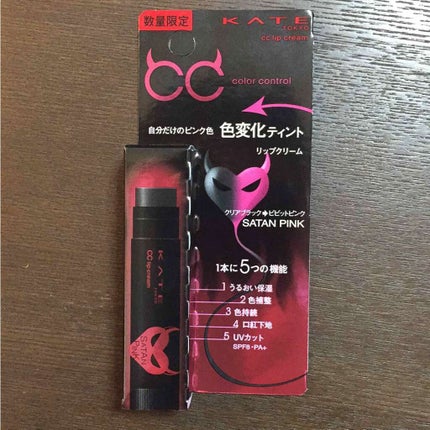 数量限定
KATE
TOKYO
cc lip cream
CC
color control
自分だけのピンク色 色変化ティント
リップクリーム
クリアブラック➡ビビットピンク
SATAN PINK
1本に5つの機能
1 うるおい保湿
2 色補整
3 色持続
4 口紅下地
5 UVカット
SPF8・PA+
KATE
CC lip cream
SATAN
PINK